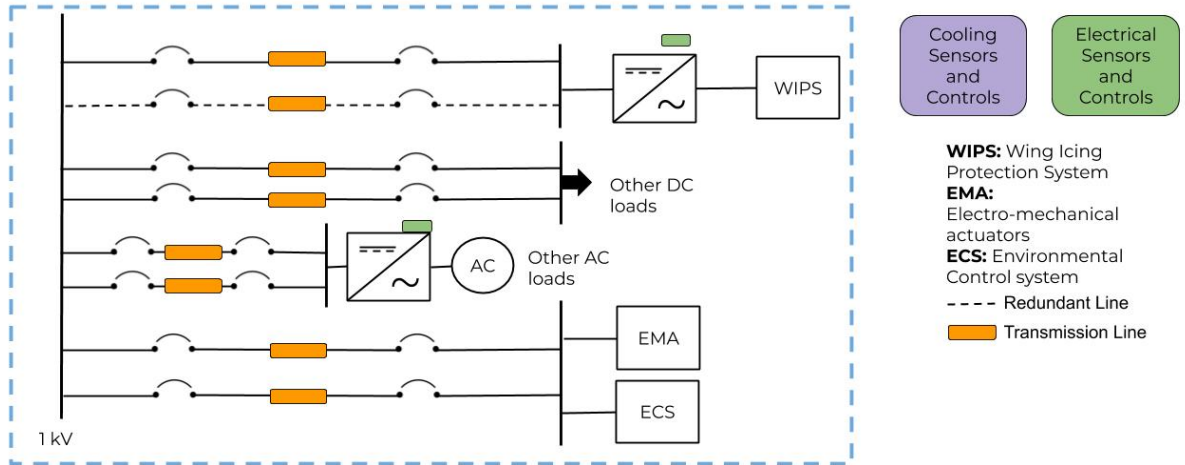 WIPS
Other DC
loads
AC
Other AC
loads
EMA
ECS
1 kV
Cooling
Sensors
and
Controls
Electrical
Sensors
and
Controls
WIPS: Wing Icing
Protection System
EMA:
Electro-mechanical
actuators
ECS: Environmental
Control system
Redundant Line
Transmission Line